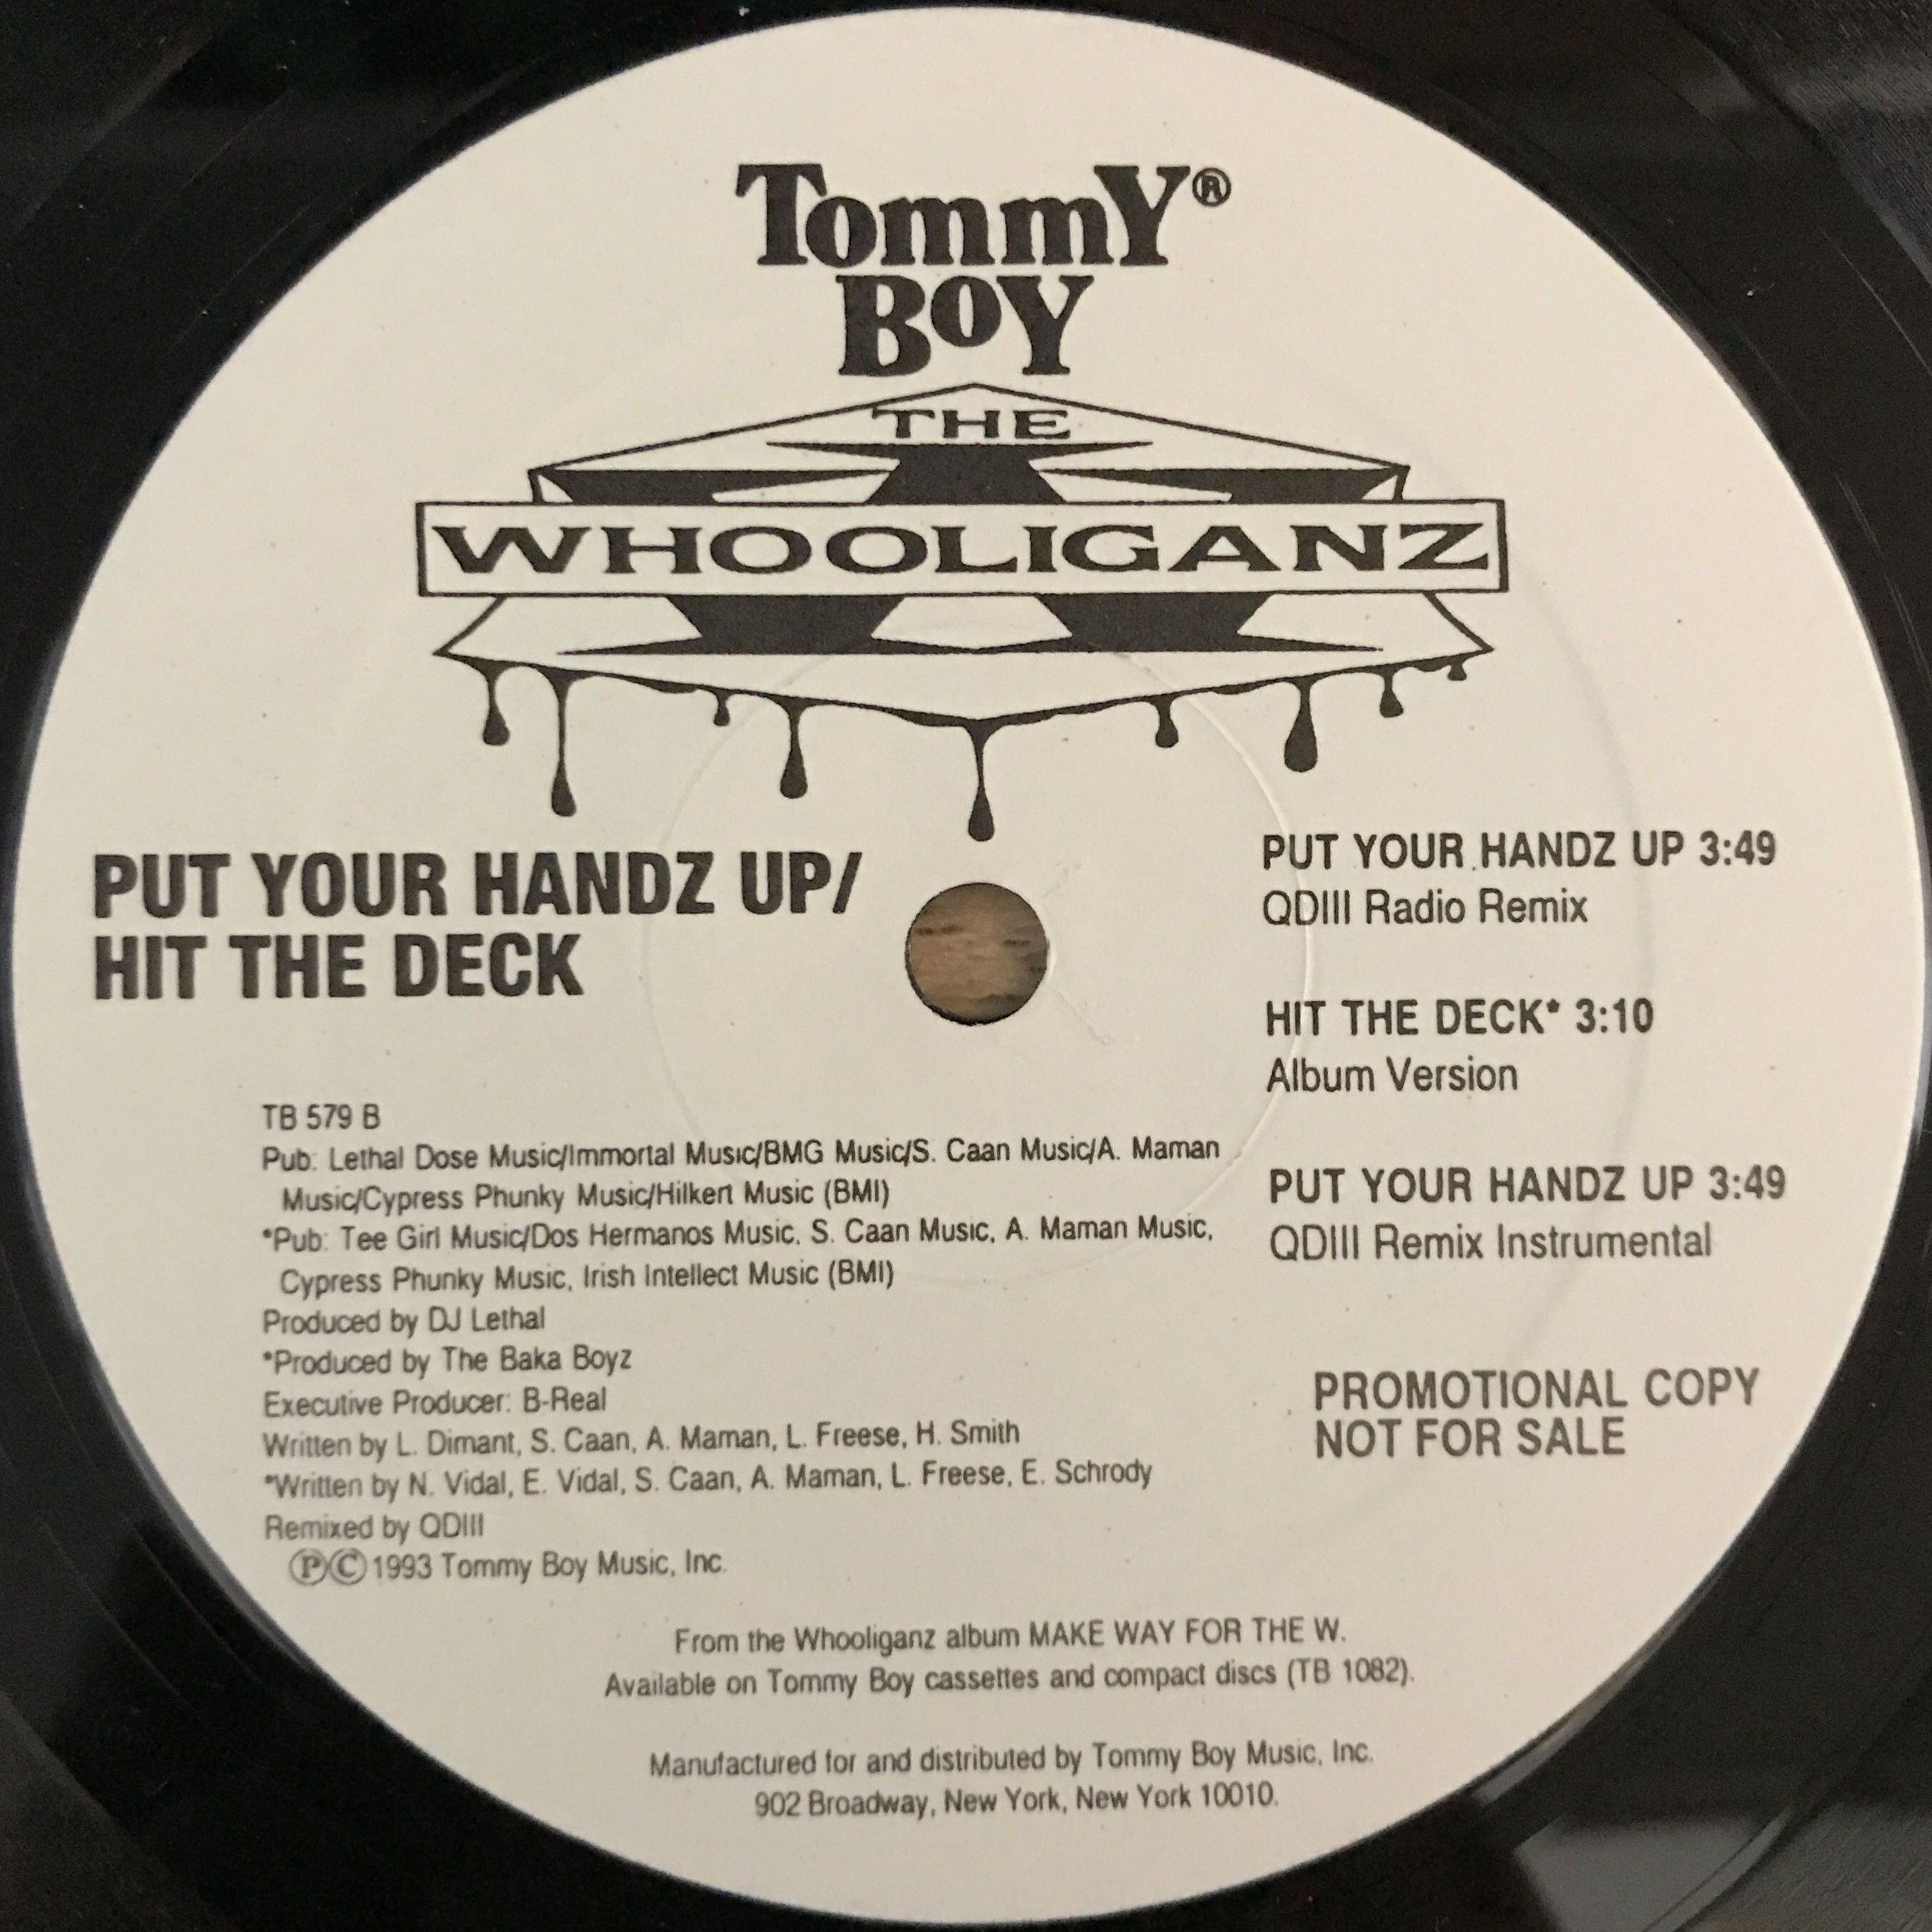 Tommy®
Boy
THE
WHOOLIGANZ
PUT YOUR HANDZ UP/
HIT THE DECK
PUT YOUR HANDZ UP 3:49
QDIII Radio Remix
HIT THE DECK* 3:10
Album Version
PUT YOUR HANDZ UP 3:49
QDIII Remix Instrumental
PROMOTIONAL COPY
NOT FOR SALE
TB 579 B
Pub: Lethal Dose Music/Immortal Music/BMG Music/S. Caan Music/A. Maman
Music/Cypress Phunky Music/Hilkert Music (BMI)
*Pub: Tee Girl Music/Dos Hermanos Music, S. Caan Music, A. Maman Music,
Cypress Phunky Music, Irish Intellect Music (BMI)
Produced by DJ Lethal
*Produced by The Baka Boyz
Executive Producer: B-Real
Written by L. Dimant, S. Caan, A. Maman, L. Freese, H. Smith
*Written by N. Vidal, E. Vidal, S. Caan, A. Maman, L. Freese, E. Schrody
Remixed by QDIII
℗©1993 Tommy Boy Music, Inc.
From the Whooliganz album MAKE WAY FOR THE W.
Available on Tommy Boy cassettes and compact discs (TB 1082).
Manufactured for and distributed by Tommy Boy Music, Inc.
902 Broadway, New York, New York 10010.